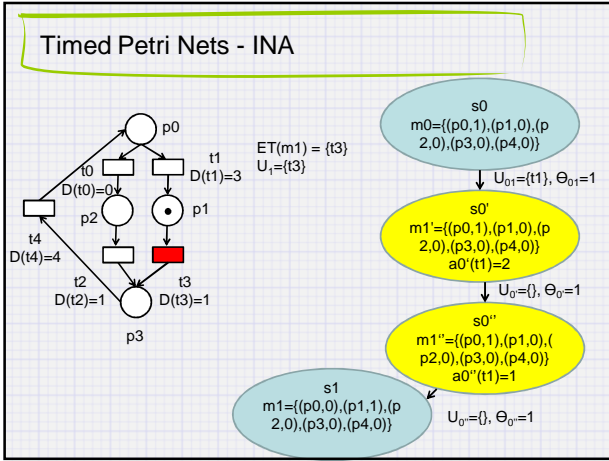 Timed Petri Nets - INA
p0
t0
D(t0)=0
t1
D(t1)=3
p2
p1
t4
D(t4)=4
t2
D(t2)=1
t3
D(t3)=1
p3
ET(m1) = {t3}
U₁={t3}
s0
m0={(p0,1),(p1,0),(p
2,0),(p3,0),(p4,0)}
U₀₁={t1}, ϴ₀₁=1
s0'
m1'={(p0,1),(p1,0),(p
2,0),(p3,0),(p4,0)}
a0‘(t1)=2
U₀'={}, ϴ₀'=1
s0‘’
m1‘’={(p0,1),(p1,0),(
p2,0),(p3,0),(p4,0)}
a0‘’(t1)=1
U₀"={}, ϴ₀"=1
s1
m1={(p0,0),(p1,1),(p
2,0),(p3,0),(p4,0)}